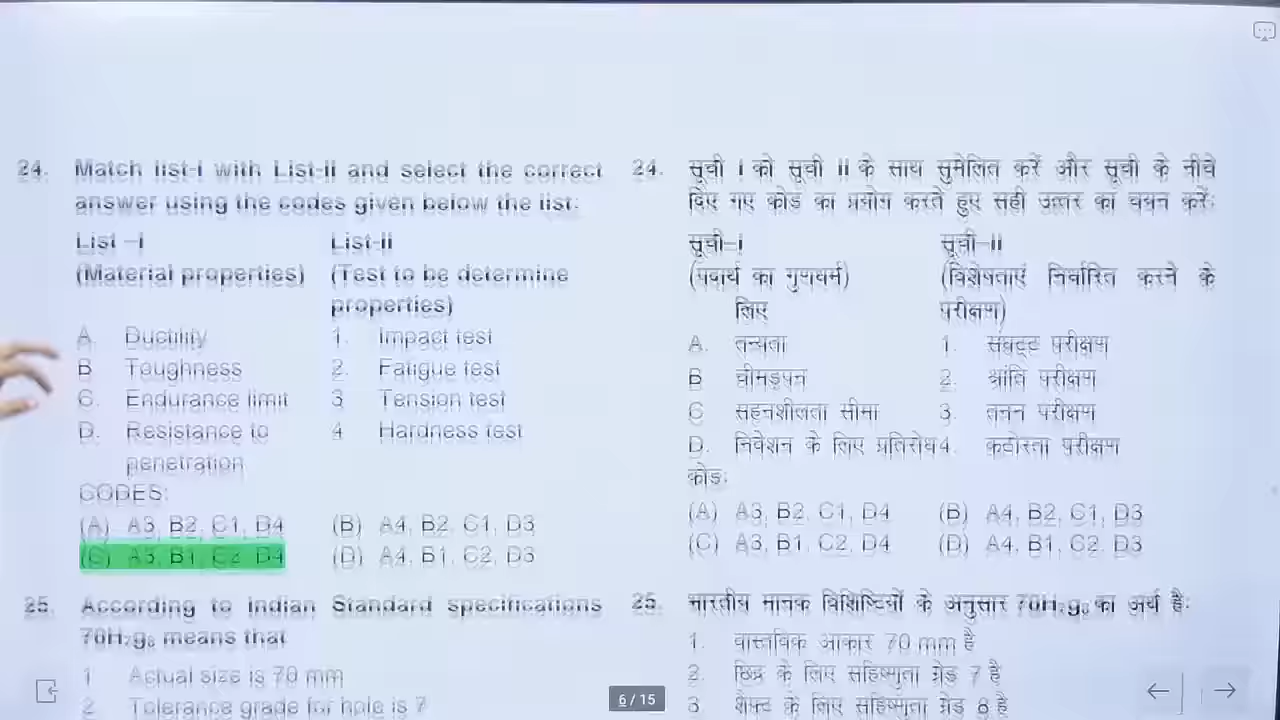 24. Match list-I with List-II and select the correct
answer using the codes given below the list:
List –I List-II
(Material properties) (Test to be determine
properties)
A. Ductility 1. Impact test
B Toughness 2. Fatigue test
C. Endurance limit 3 Tension test
D. Resistance to 4 Hardness test
penetration
CODES:
(A) A3, B2, C1, D4 (B) A4, B2, C1, D3
(C) A3, B1, C2, D4 (D) A4, B1, C2, D3
25. According to Indian Standard specifications
70H₇g₈ means that
1 Actual size is 70 mm
2 Tolerance grade for hole is 7
24. सूची I को सूची II के साथ सुमेलित करें और सूची के नीचे
दिए गए कोड का प्रयोग करते हुए सही उत्तर का चयन करें:
सूची–I सूची–II
(पदार्थ का गुणधर्म) (विशेषताएं निर्धारित करने के
लिए परीक्षण)
A. तन्यता 1. संघट्ट परीक्षण
B चीमड़पन 2. श्रांति परीक्षण
C सहनशीलता सीमा 3. तनन परीक्षण
D. निवेशन के लिए प्रतिरोध 4. कठोरता परीक्षण
कोड:
(A) A3, B2, C1, D4 (B) A4, B2, C1, D3
(C) A3, B1, C2, D4 (D) A4, B1, C2, D3
25. भारतीय मानक विशिष्टियों के अनुसार 70H₇g₈ का अर्थ है:
1. वास्तविक आकार 70 mm है
2. छिद्र के लिए सहिष्णुता ग्रेड 7 है
3. शैफ्ट के लिए सहिष्णुता ग्रेड 8 है
6 / 15